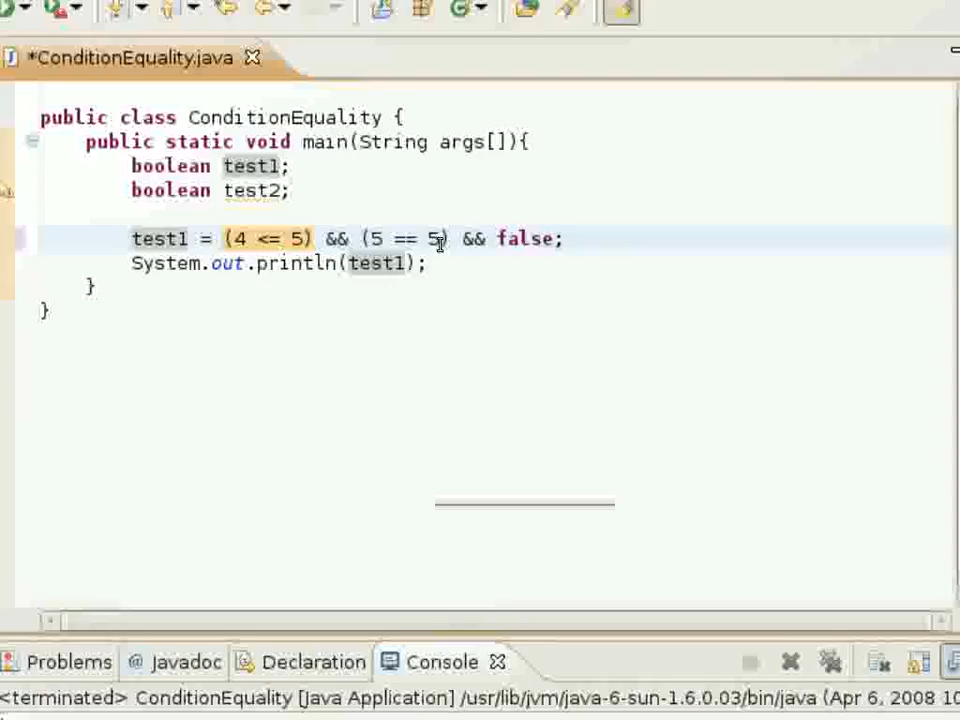 *ConditionEquality.java
public class ConditionEquality {
public static void main(String args[]){
boolean test1;
boolean test2;
test1 = (4 <= 5) && (5 == 5) && false;
System.out.println(test1);
}
}
Problems @ Javadoc Declaration Console
<terminated> ConditionEquality [Java Application] /usr/lib/jvm/java-6-sun-1.6.0.03/bin/java (Apr 6, 2008 10